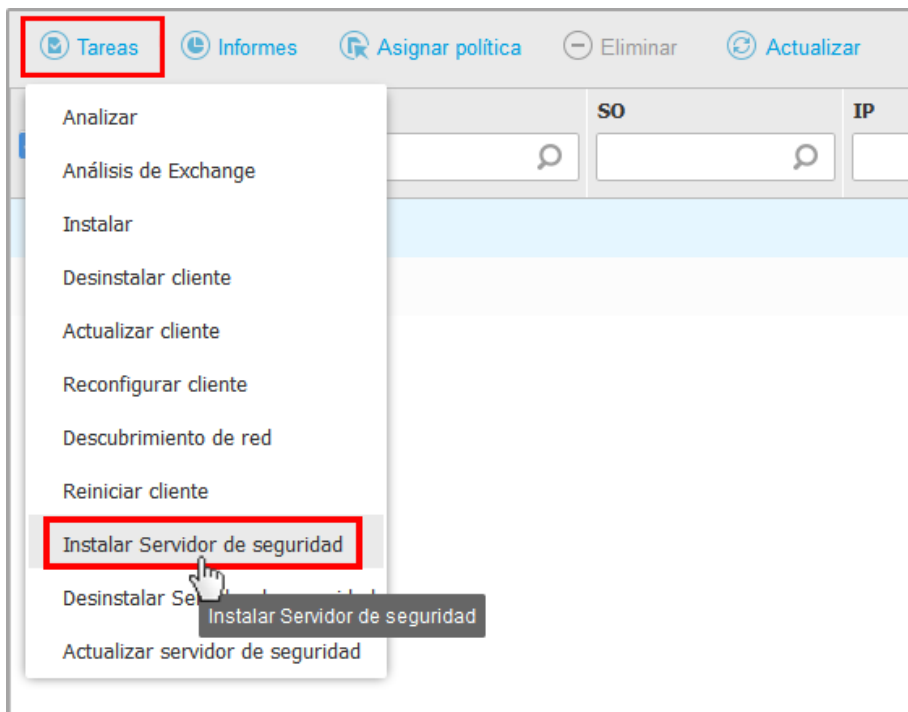 Tareas Informes Asignar política Eliminar Actualizar
SO IP
Analizar
Análisis de Exchange
Instalar
Desinstalar cliente
Actualizar cliente
Reconfigurar cliente
Descubrimiento de red
Reiniciar cliente
Instalar Servidor de seguridad
Desinstalar
Instalar Servidor de seguridad
Actualizar servidor de seguridad